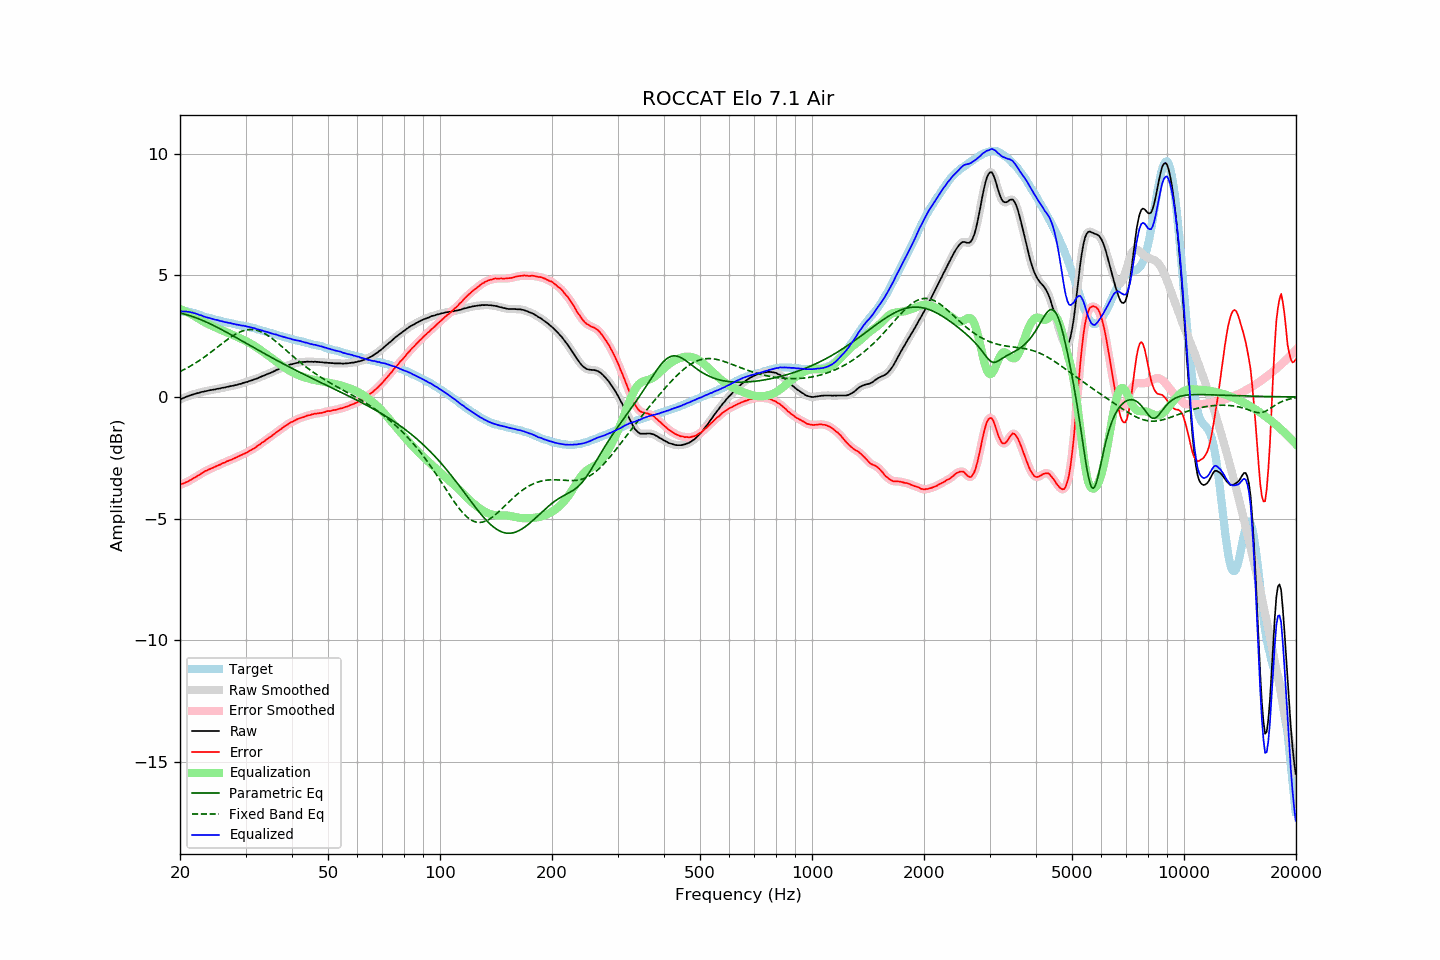 ROCCAT Elo 7.1 Air
Amplitude (dBr)
10
5
0
−5
−10
−15
Target
Raw Smoothed
Error Smoothed
Raw
Error
Equalization
Parametric Eq
Fixed Band Eq
Equalized
20 50 100 200 500 1000 2000 5000 10000 20000
Frequency (Hz)